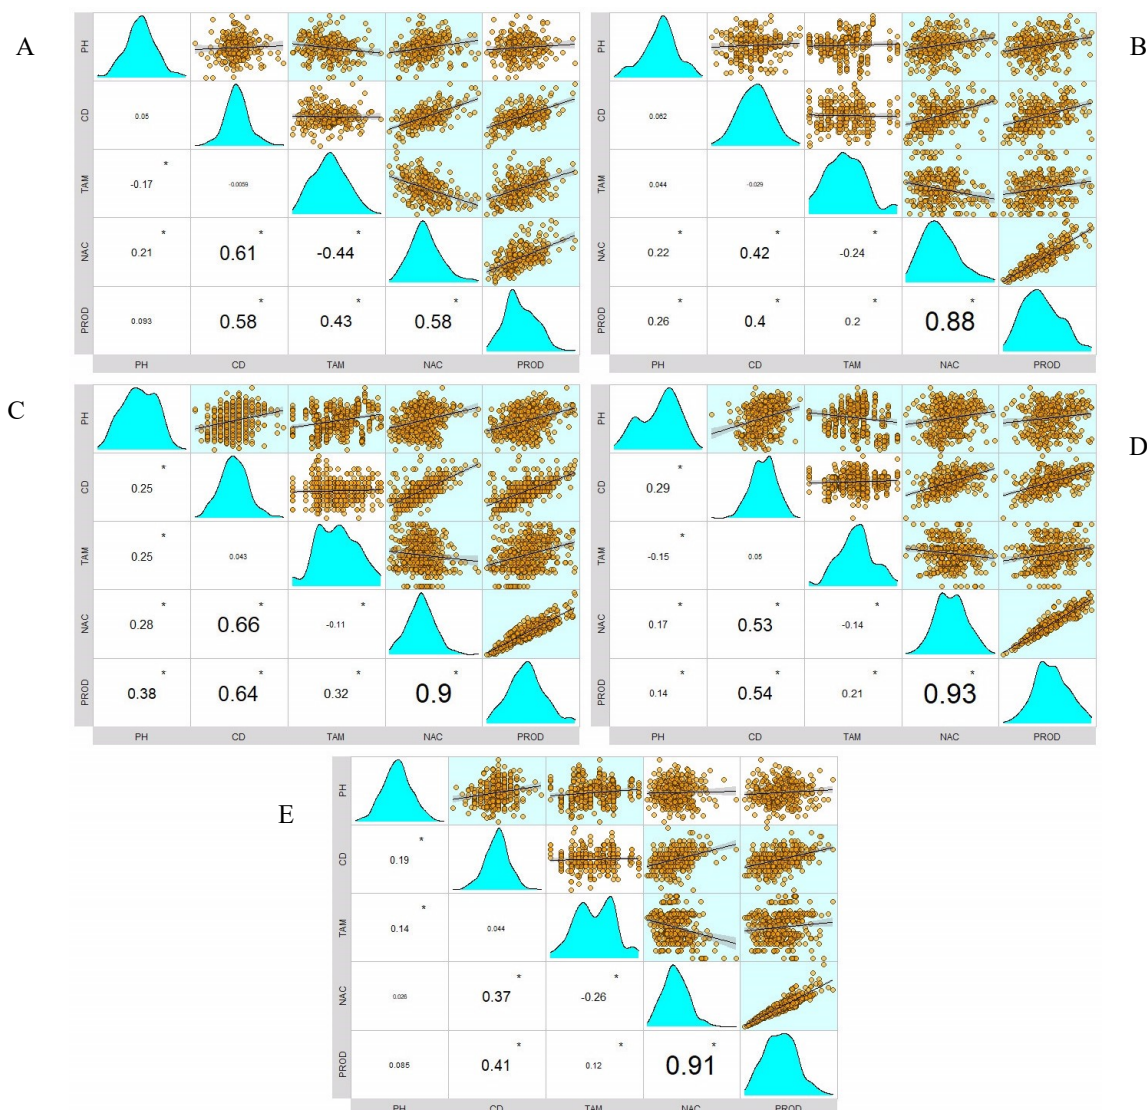 A
PH
CD
0.05
TAM
-0.17 *
-0.0059
NAC
0.21 *
0.61 *
-0.44 *
PROD
0.093
0.58 *
0.43 *
0.58 *
PH CD TAM NAC PROD
B
PH
CD
0.062
TAM
0.044
-0.029
NAC
0.22 *
0.42 *
-0.24 *
PROD
0.26 *
0.4 *
0.2 *
0.88 *
PH CD TAM NAC PROD
C
PH
CD
0.25 *
TAM
0.25 *
0.043
NAC
0.28 *
0.66 *
-0.11 *
PROD
0.38 *
0.64 *
0.32 *
0.9 *
PH CD TAM NAC PROD
D
PH
CD
0.29 *
TAM
-0.15 *
0.05
NAC
0.17 *
0.53 *
-0.14 *
PROD
0.14 *
0.54 *
0.21 *
0.93 *
PH CD TAM NAC PROD
E
PH
CD
0.19 *
TAM
0.14 *
0.044
NAC
0.026
0.37 *
-0.26 *
PROD
0.085
0.41 *
0.12 *
0.91 *
PH CD TAM NAC PROD